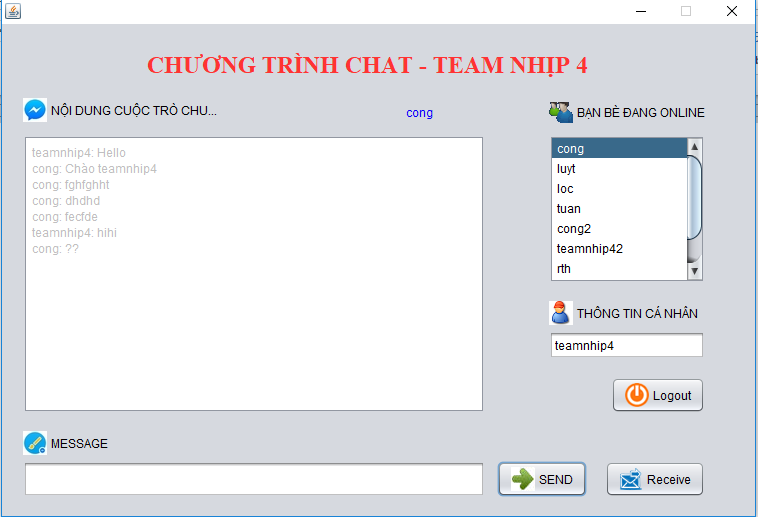 CHƯƠNG TRÌNH CHAT - TEAM NHỊP 4
NỘI DUNG CUỘC TRÒ CHU...
cong
BẠN BÈ ĐANG ONLINE
teamnhip4: Hello
cong: Chào teamnhip4
cong: fghfghht
cong: dhdhd
cong: fecfde
teamnhip4: hihi
cong: ??
cong
luyt
loc
tuan
cong2
teamnhip42
rth
THÔNG TIN CÁ NHÂN
teamnhip4
Logout
MESSAGE
SEND
Receive